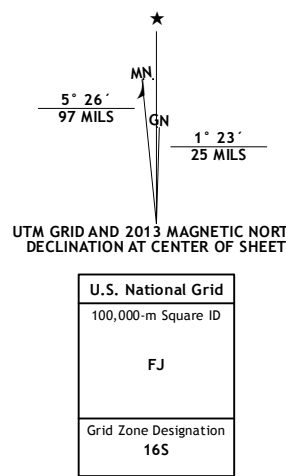 ★
MN.
5° 26´
97 MILS
GN
1° 23´
25 MILS
UTM GRID AND 2013 MAGNETIC NORT
DECLINATION AT CENTER OF SHEET
U.S. National Grid
100,000-m Square ID
FJ
Grid Zone Designation
16S